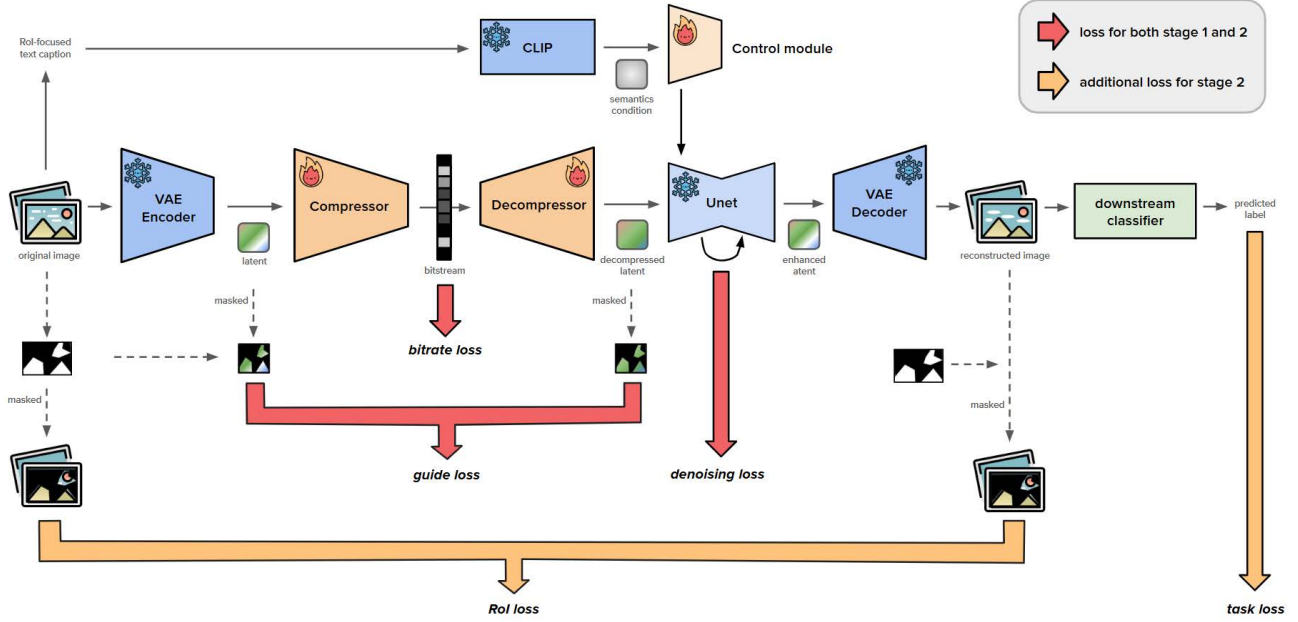 RoI-focused
text caption
CLIP
Control module
semantics
condition
loss for both stage 1 and 2
additional loss for stage 2
VAE
Encoder
Compressor
Decompressor
Unet
VAE
Decoder
downstream
classifier
predicted
label
original image
latent
bitstream
decompressed
latent
enhanced
atent
reconstructed image
masked
masked
bitrate loss
masked
masked
guide loss
denoising loss
RoI loss
task loss